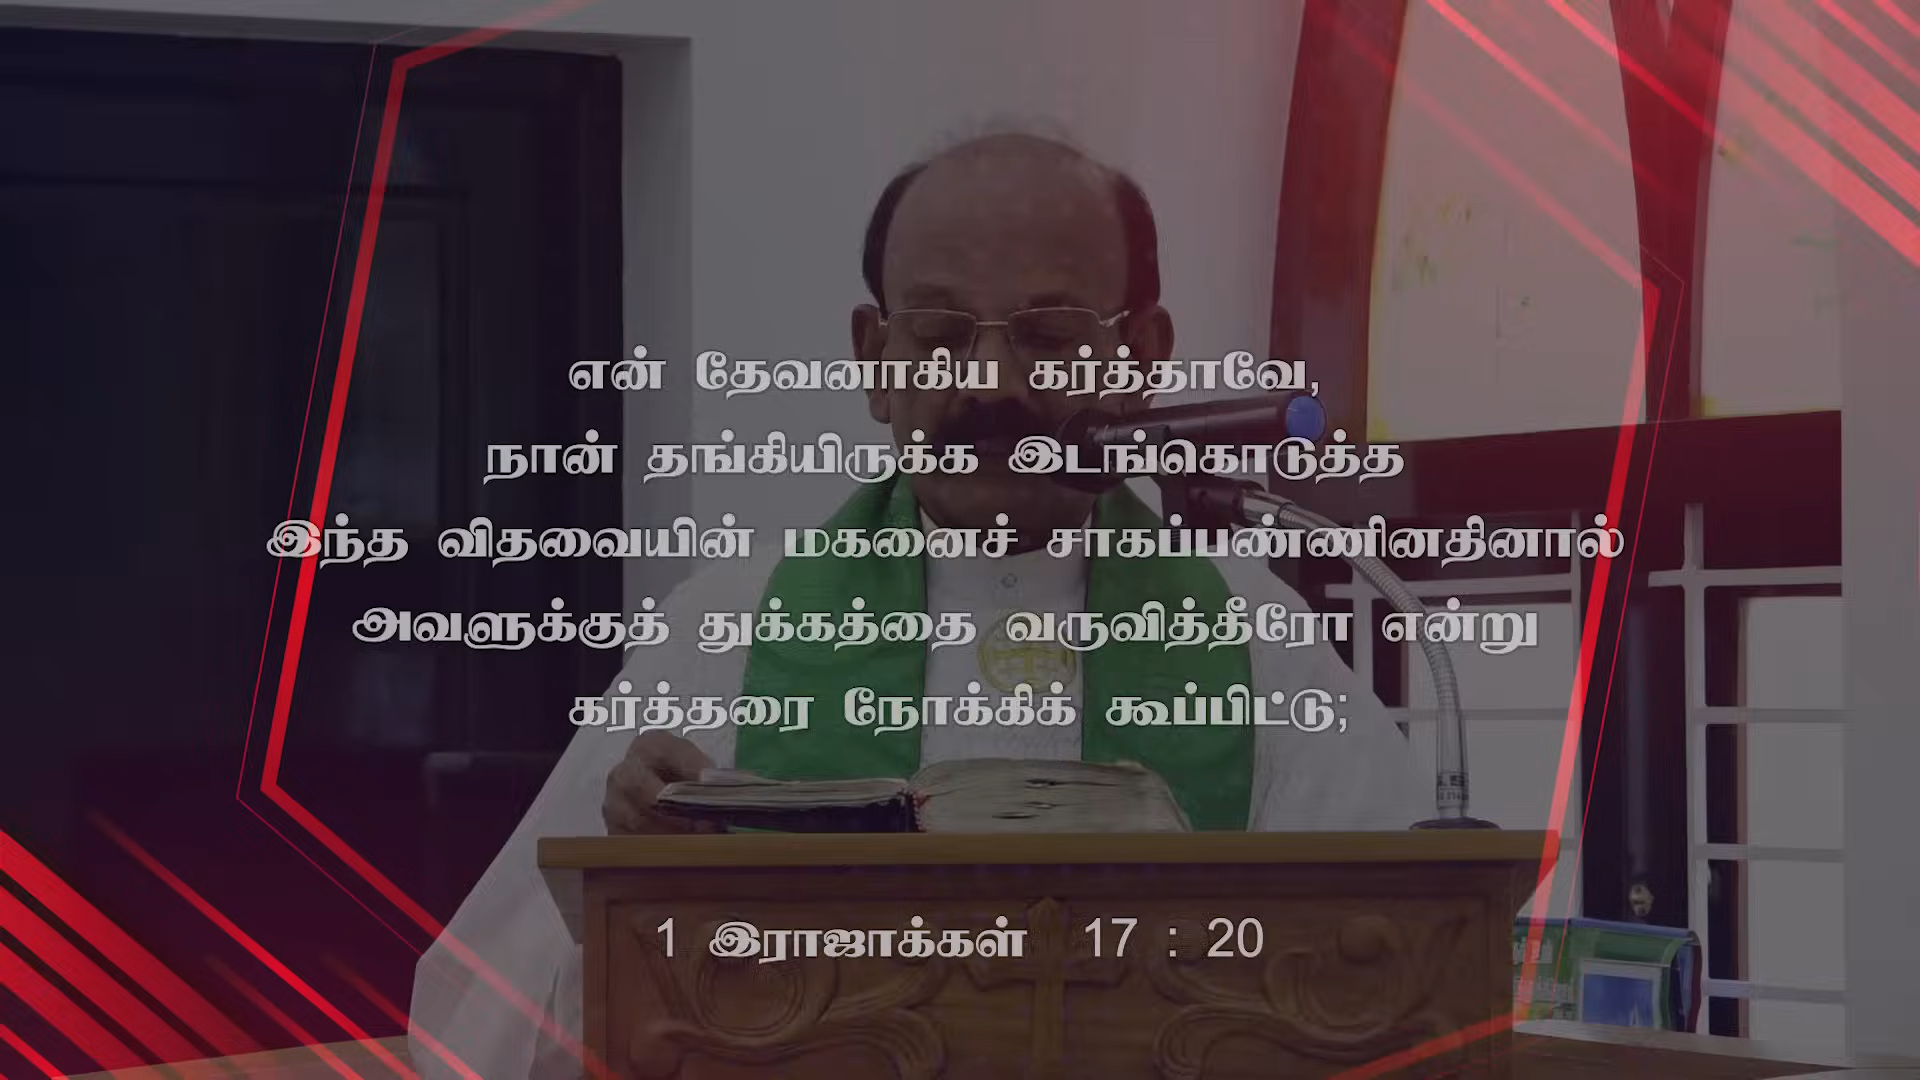 என் தேவனாகிய கர்த்தாவே,
நான் தங்கியிருக்க இடங்கொடுத்த
இந்த விதவையின் மகனைச் சாகப்பண்ணினதினால்
அவளுக்குத் துக்கத்தை வருவித்தீரோ என்று
கர்த்தரை நோக்கிக் கூப்பிட்டு;
1 இராஜாக்கள் 17 : 20